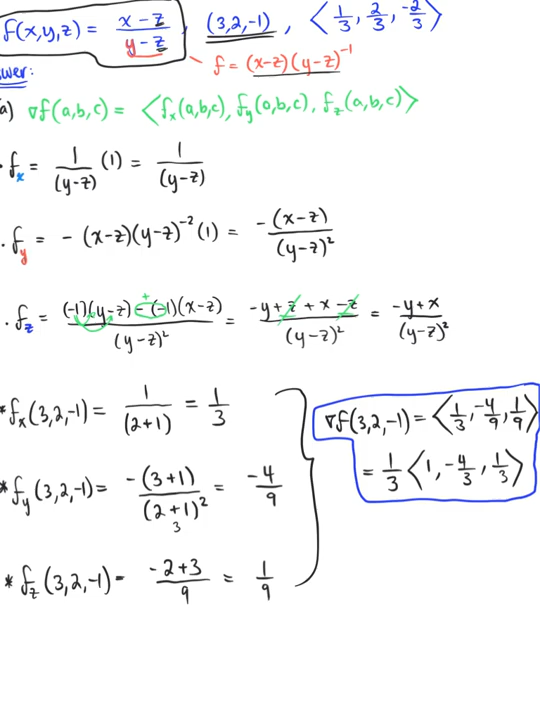 f(x,y,z) = (x-z)/(y-z) , (3,2,-1) , ⟨1/3, 2/3, -2/3⟩
f = (x-z)(y-z)^-1
swer:
a) ∇f(a,b,c) = ⟨f_x(a,b,c), f_y(a,b,c), f_z(a,b,c)⟩
· f_x = 1/(y-z) (1) = 1/(y-z)
· f_y = -(x-z)(y-z)^-2 (1) = -(x-z)/(y-z)^2
+
· f_z = ((-1)(y-z) - (-1)(x-z))/(y-z)^2 = (-y+z+x-z)/(y-z)^2 = (-y+x)/(y-z)^2
* f_x(3,2,-1) = 1/(2+1) = 1/3
∇f(3,2,-1) = ⟨1/3, -4/9, 1/9⟩
= 1/3 ⟨1, -4/3, 1/3⟩
* f_y(3,2,-1) = -(3+1)/(2+1)^2 = -4/9
3
* f_z(3,2,-1) = (-2+3)/9 = 1/9